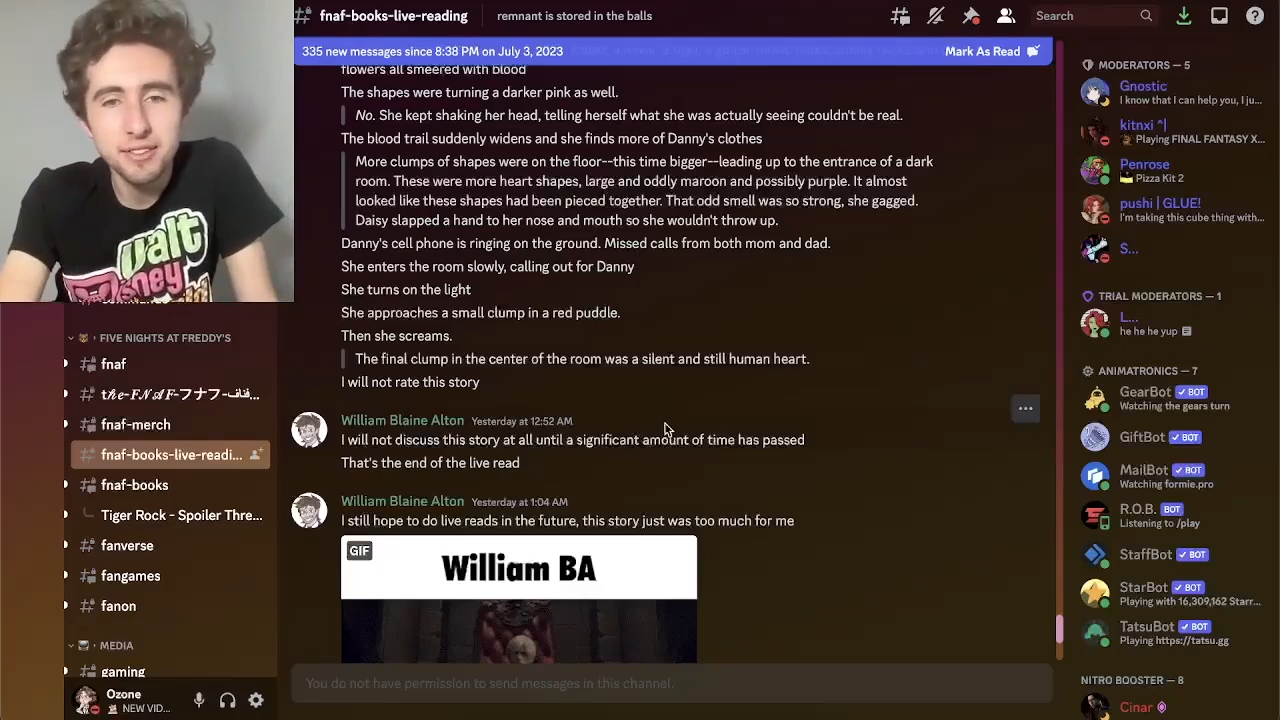 fnaf-books-live-reading
remnant is stored in the balls
Search
335 new messages since 8:38 PM on July 3, 2023
Mark As Read
flowers all smeered with blood
The shapes were turning a darker pink as well.
No. She kept shaking her head, telling herself what she was actually seeing couldn't be real.
The blood trail suddenly widens and she finds more of Danny's clothes
More clumps of shapes were on the floor--this time bigger--leading up to the entrance of a dark
room. These were more heart shapes, large and oddly maroon and possibly purple. It almost
looked like these shapes had been pieced together. That odd smell was so strong, she gagged.
Daisy slapped a hand to her nose and mouth so she wouldn't throw up.
Danny's cell phone is ringing on the ground. Missed calls from both mom and dad.
She enters the room slowly, calling out for Danny
She turns on the light
She approaches a small clump in a red puddle.
Then she screams.
The final clump in the center of the room was a silent and still human heart.
I will not rate this story
William Blaine Alton Yesterday at 12:52 AM
I will not discuss this story at all until a significant amount of time has passed
That's the end of the live read
William Blaine Alton Yesterday at 1:04 AM
I still hope to do live reads in the future, this story just was too much for me
GIF
William BA
You do not have permission to send messages in this channel.
FIVE NIGHTS AT FREDDY'S
fnaf
the-FNAF-フナフ-فناف...
fnaf-merch
fnaf-books-live-readi...
fnaf-books
Tiger Rock - Spoiler Thre...
fanverse
fangames
fanon
MEDIA
gaming
Ozone
NEW VID...
MODERATORS — 5
Gnostic
I know that I can help you, I ju...
kitnxi ^|
Playing FINAL FANTASY X...
Penrose
Pizza Kit 2
pushi | GLUE!
I'm taking this cube thing with...
S...
TRIAL MODERATORS — 1
L...
he he he yup
ANIMATRONICS — 7
GearBot BOT
Watching the gears turn
GiftBot BOT
MailBot BOT
Watching formie.pro
R.O.B. BOT
Listening to /play
StaffBot BOT
StarBot BOT
Playing with 16,309,162 Starr...
TatsuBot BOT
Playing https://tatsu.gg
NITRO BOOSTER — 8
Cinar
Walt